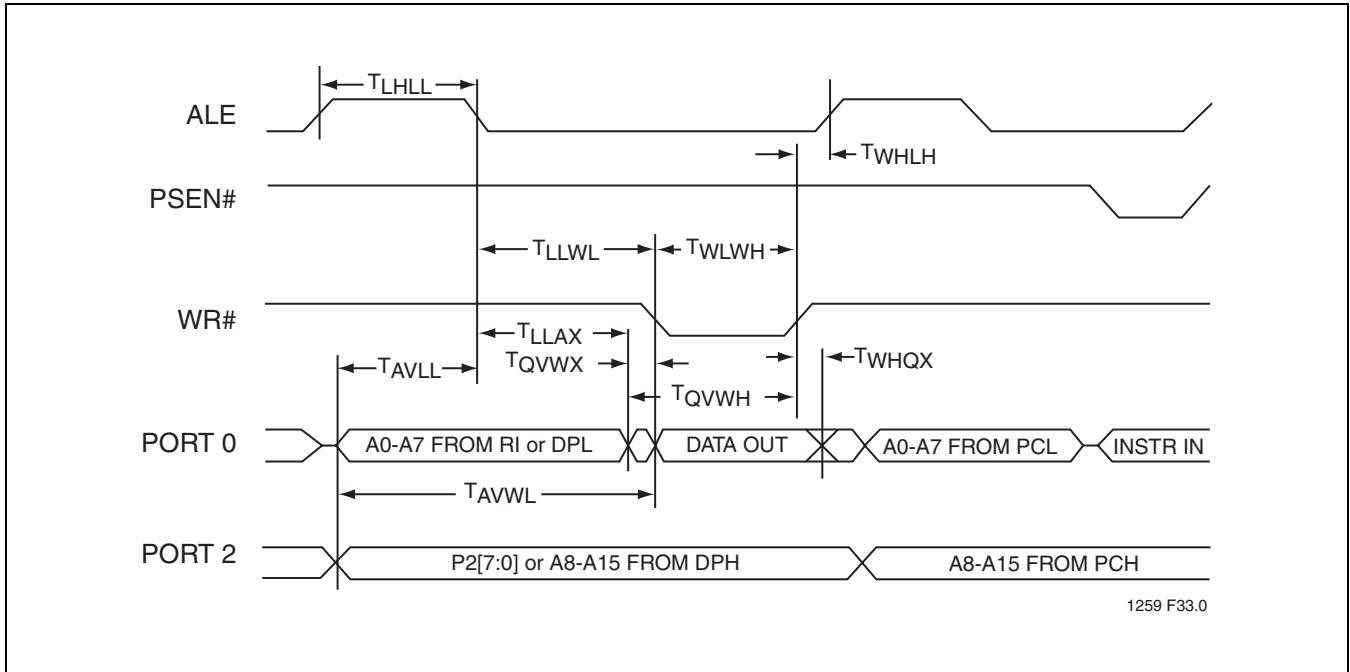 TLHLL
ALE
TWHLH
PSEN#
TLLWL
TWLWH
WR#
TLLAX
TAVLL
TQVWX
TWHQX
TQVWH
PORT 0
A0-A7 FROM RI or DPL
DATA OUT
A0-A7 FROM PCL
INSTR IN
TAVWL
PORT 2
P2[7:0] or A8-A15 FROM DPH
A8-A15 FROM PCH
1259 F33.0